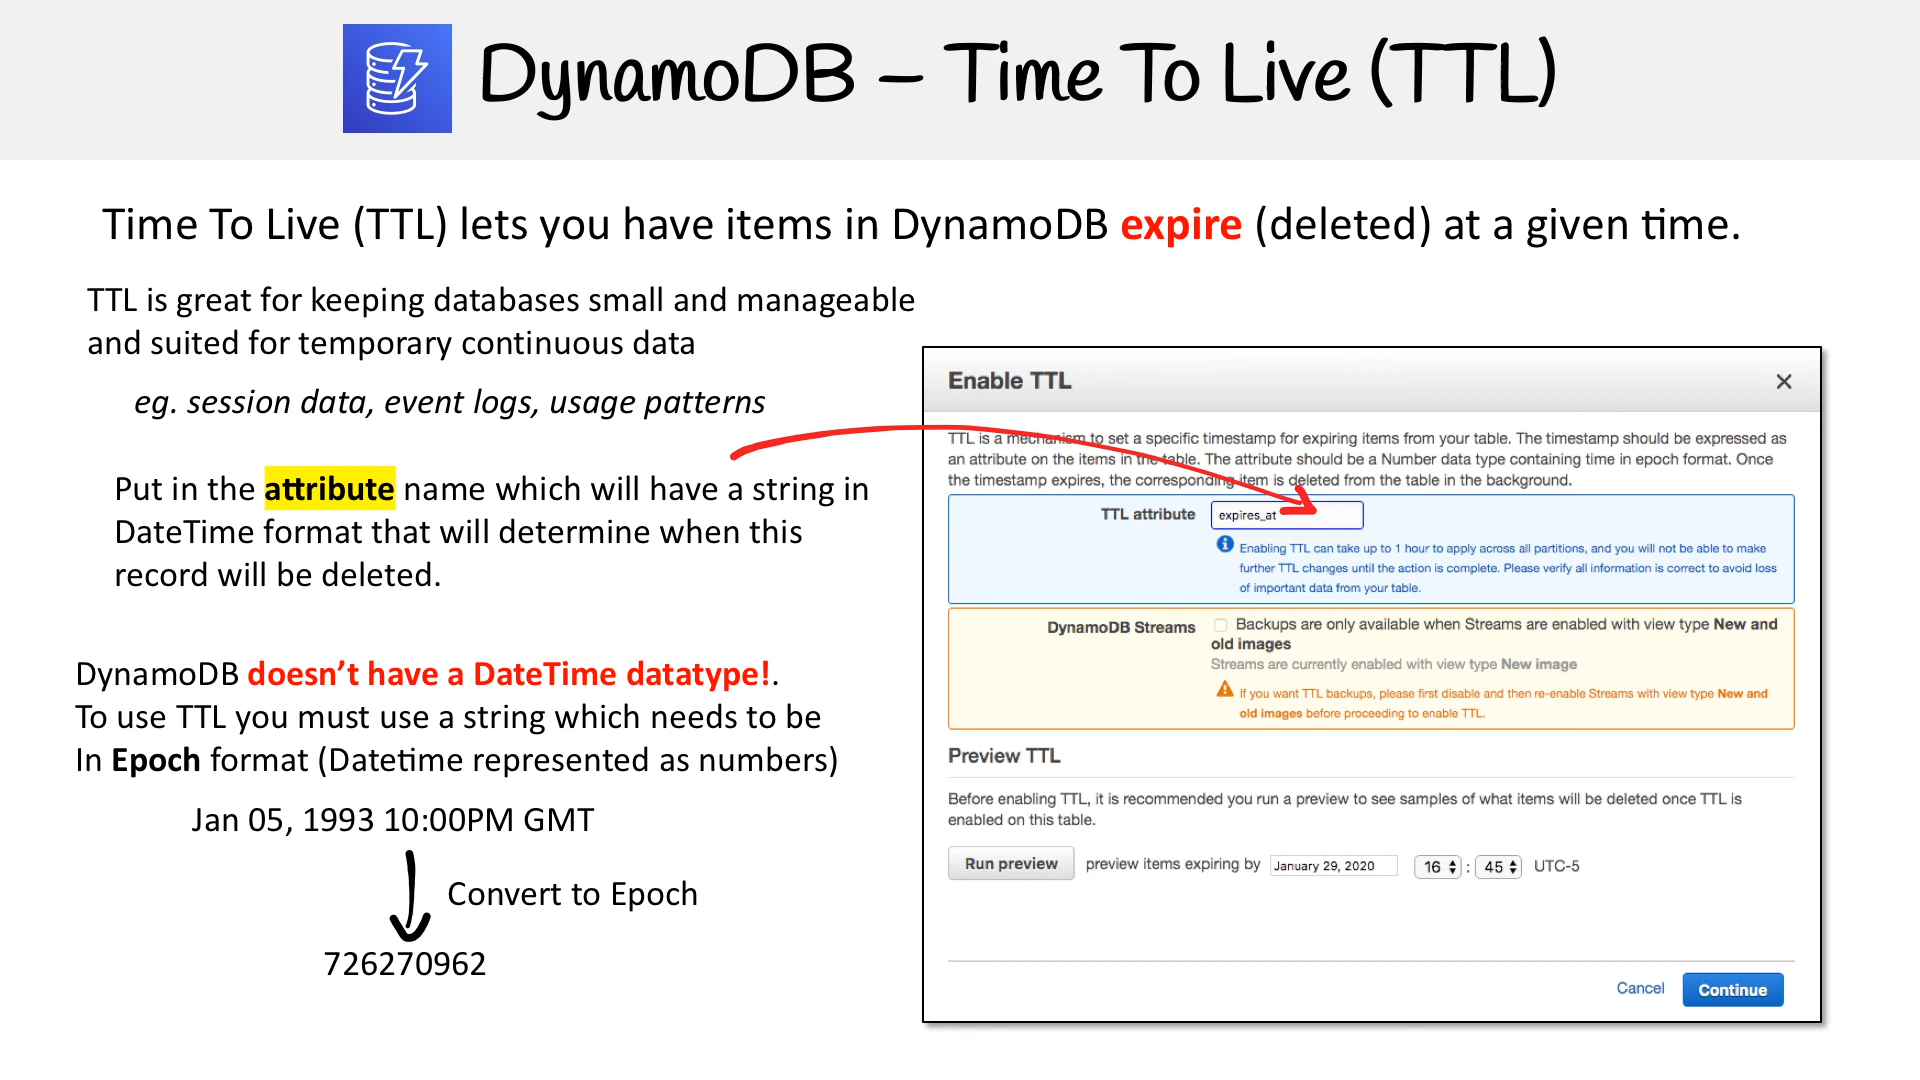 DynamoDB – Time To Live (TTL)
Time To Live (TTL) lets you have items in DynamoDB expire (deleted) at a given time.
TTL is great for keeping databases small and manageable
and suited for temporary continuous data
eg. session data, event logs, usage patterns
Put in the attribute name which will have a string in
DateTime format that will determine when this
record will be deleted.
DynamoDB doesn't have a DateTime datatype!.
To use TTL you must use a string which needs to be
In Epoch format (Datetime represented as numbers)
Jan 05, 1993 10:00PM GMT
Convert to Epoch
726270962
Enable TTL
TTL is a mechanism to set a specific timestamp for expiring items from your table. The timestamp should be expressed as
an attribute on the items in the table. The attribute should be a Number data type containing time in epoch format. Once
the timestamp expires, the corresponding item is deleted from the table in the background.
TTL attribute expires_at
Enabling TTL can take up to 1 hour to apply across all partitions, and you will not be able to make
further TTL changes until the action is complete. Please verify all information is correct to avoid loss
of important data from your table.
DynamoDB Streams Backups are only available when Streams are enabled with view type New and
old images
Streams are currently enabled with view type New image
If you want TTL backups, please first disable and then re-enable Streams with view type New and
old images before proceeding to enable TTL.
Preview TTL
Before enabling TTL, it is recommended you run a preview to see samples of what items will be deleted once TTL is
enabled on this table.
Run preview preview items expiring by January 29, 2020 16 : 45 UTC-5
Cancel Continue